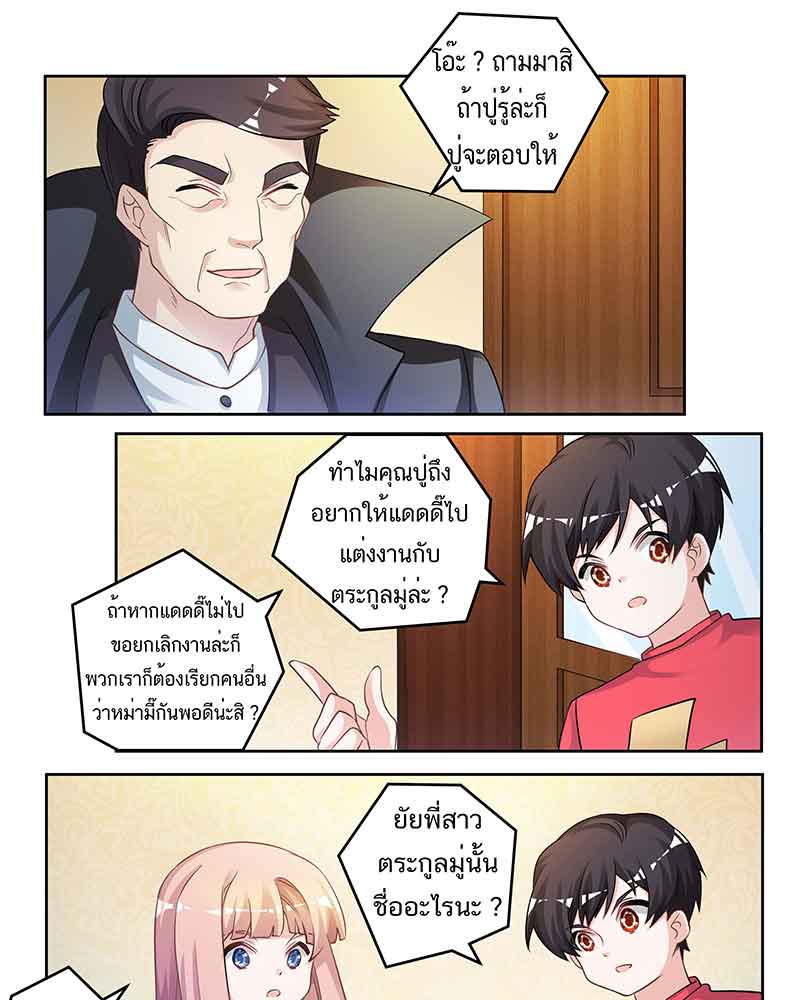 โอ๊ะ ? ถามมาสิ
ถ้าปู่รู้ล่ะก็
ปู่จะตอบให้
ทำไมคุณปู่ถึง
อยากให้แดดดี๊ไป
แต่งงานกับ
ตระกูลมู่ล่ะ ?
ถ้าหากแดดดี๊ไม่ไป
ขอยกเลิกงานล่ะก็
พวกเราก็ต้องเรียกคนอื่น
ว่าหม่ามี๊กันพอดีน่ะสิ ?
ยัยพี่สาว
ตระกูลมู่นั้น
ชื่ออะไรนะ ?